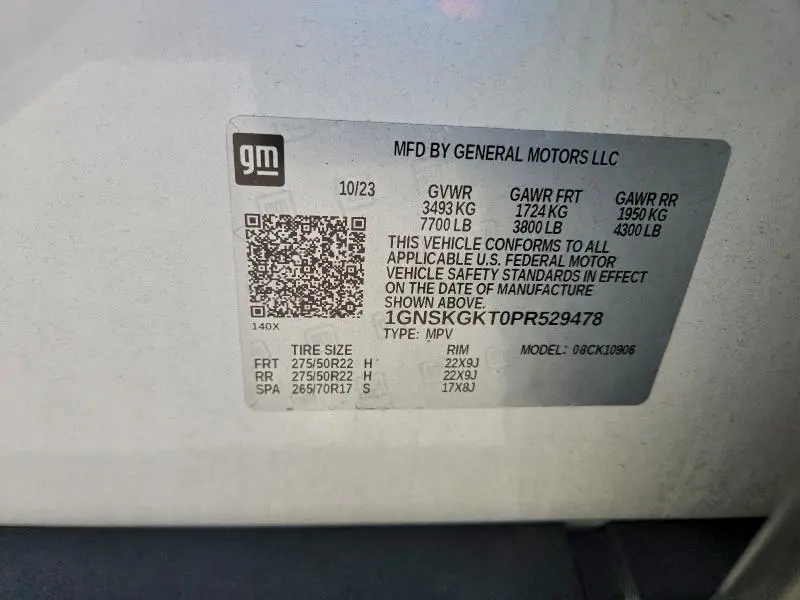 gm
MFD BY GENERAL MOTORS LLC
10/23 GVWR GAWR FRT GAWR RR
3493 KG 1724 KG 1950 KG
7700 LB 3800 LB 4300 LB
THIS VEHICLE CONFORMS TO ALL
APPLICABLE U.S. FEDERAL MOTOR
VEHICLE SAFETY STANDARDS IN EFFECT
ON THE DATE OF MANUFACTURE
SHOWN ABOVE.
1GNSKGKT0PR529478
140X
TYPE: MPV
TIRE SIZE RIM MODEL: 08CK10906
FRT 275/50R22 H 22X9J
RR 275/50R22 H 22X9J
SPA 265/70R17 S 17X8J